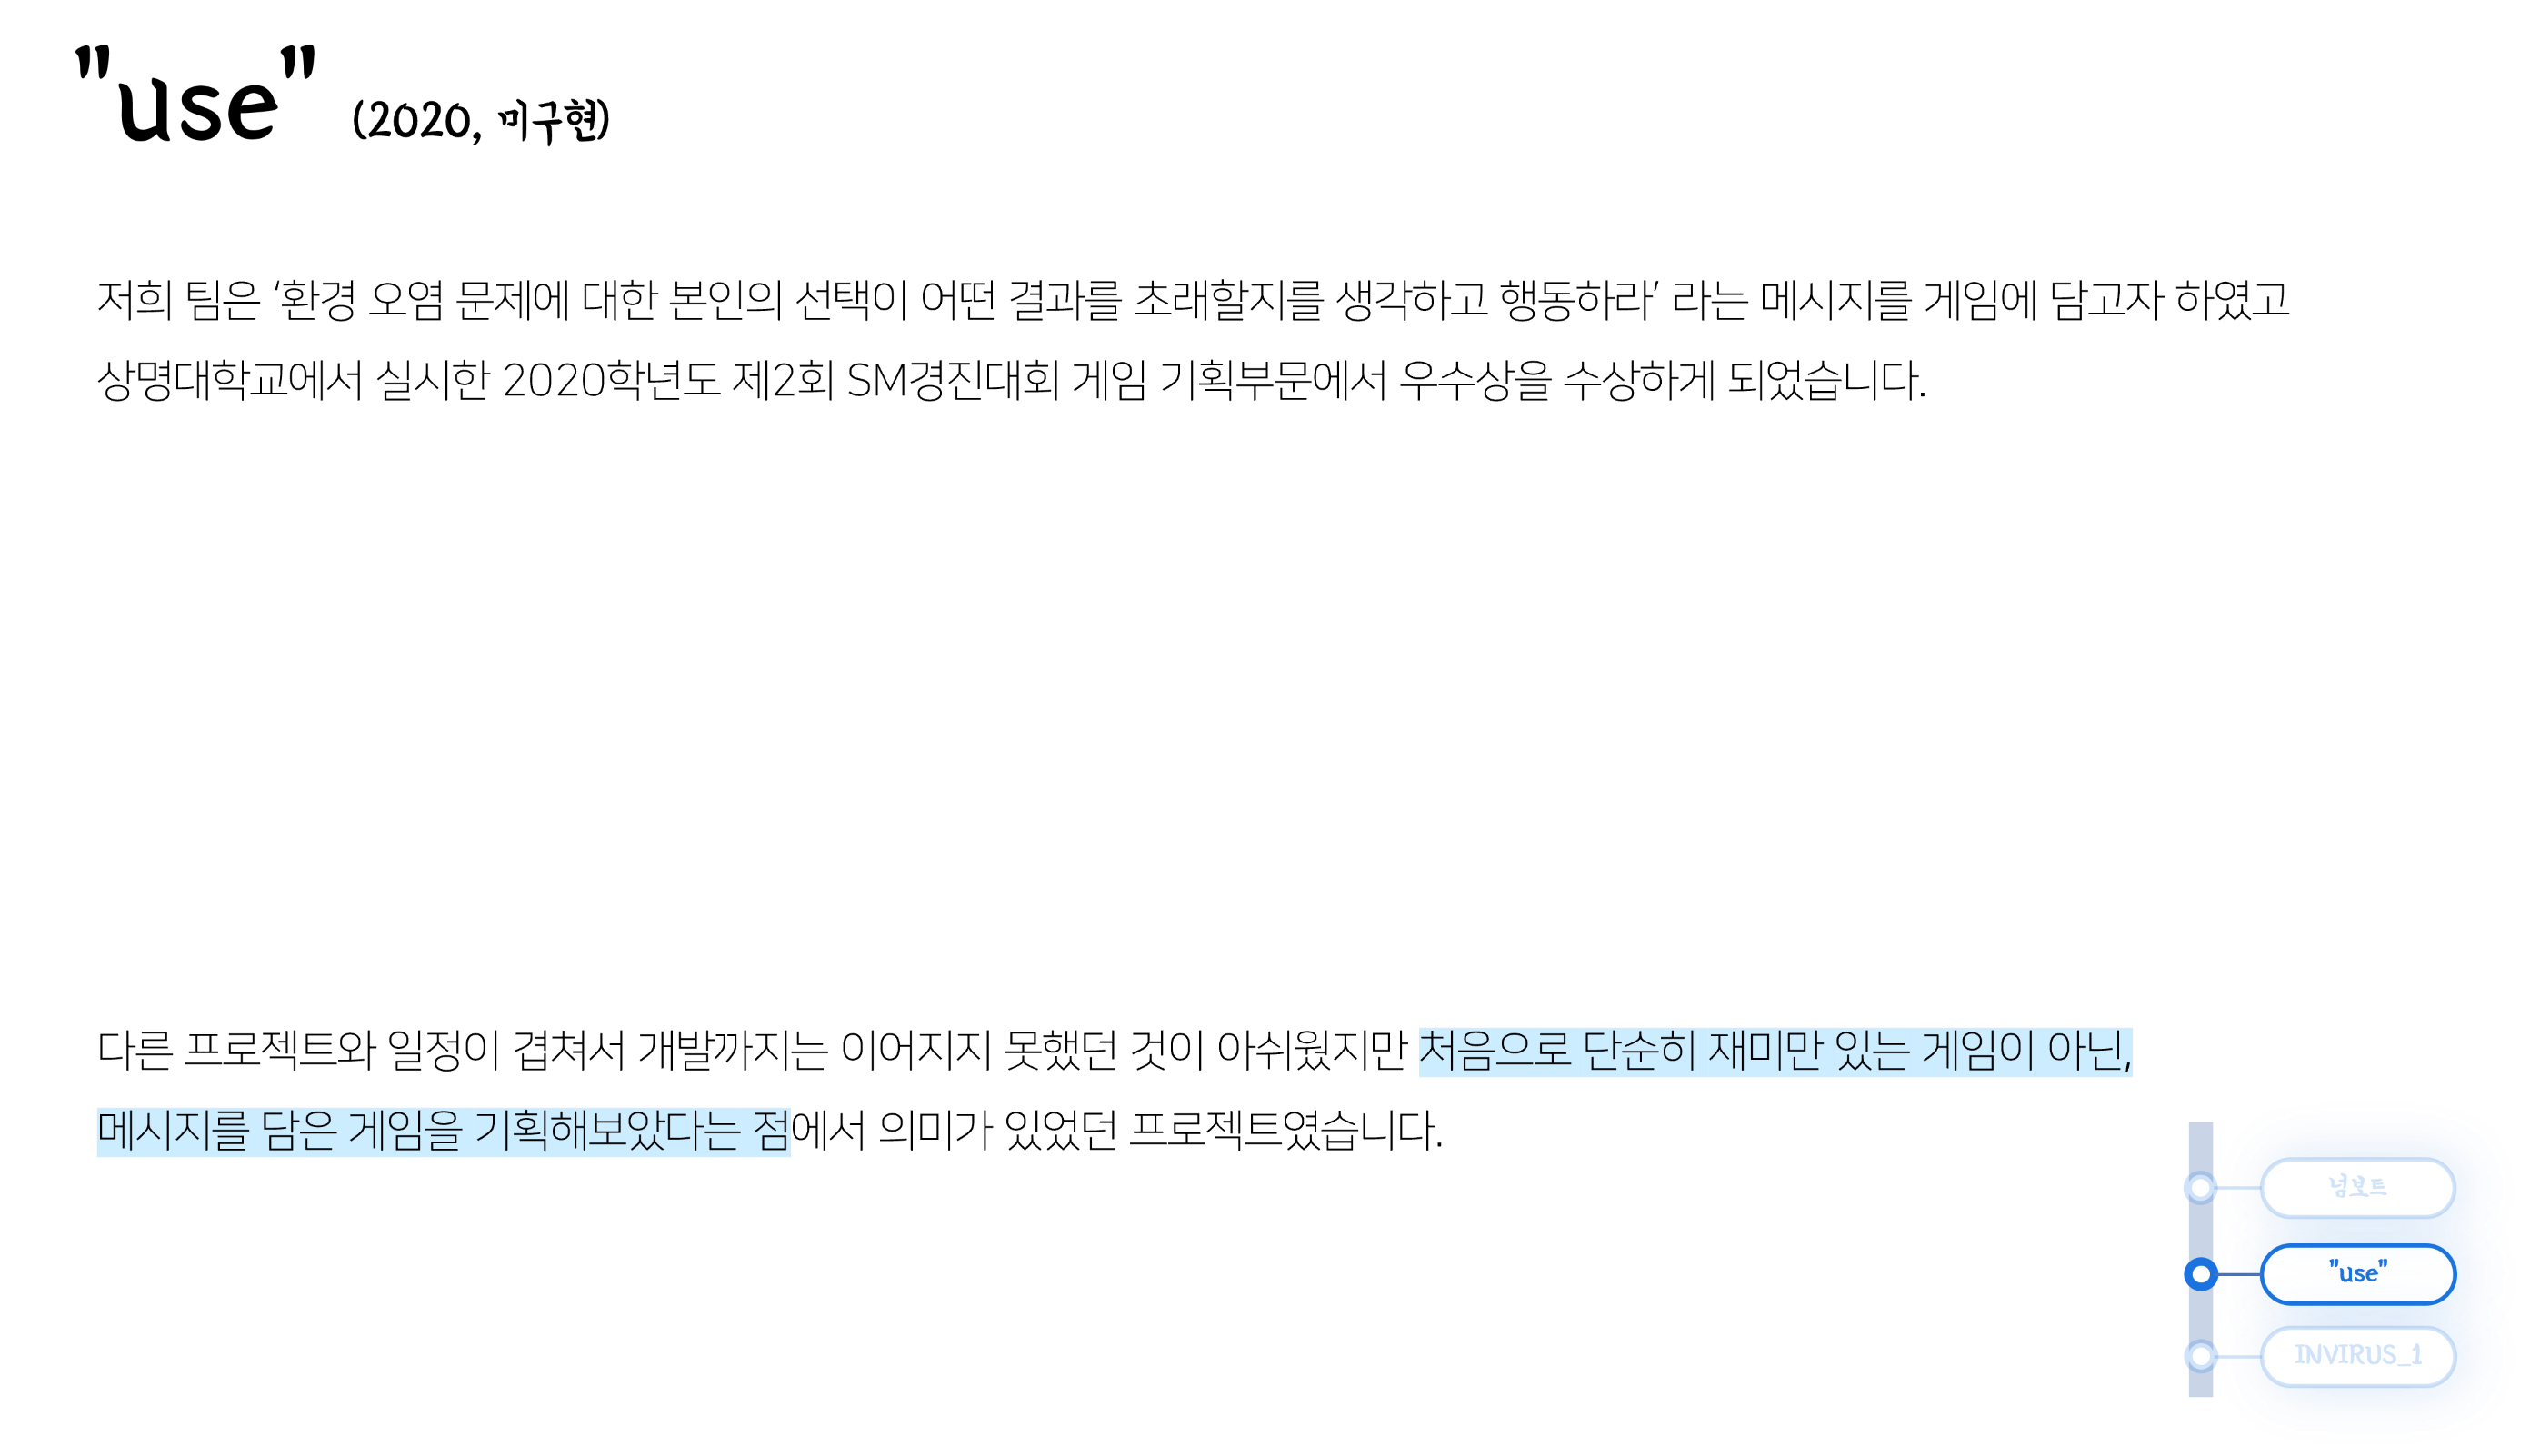 "use" (2020, 미구현)
저희 팀은 ‘환경 오염 문제에 대한 본인의 선택이 어떤 결과를 초래할지를 생각하고 행동하라’ 라는 메시지를 게임에 담고자 하였고
상명대학교에서 실시한 2020학년도 제2회 SM경진대회 게임 기획부문에서 우수상을 수상하게 되었습니다.
다른 프로젝트와 일정이 겹쳐서 개발까지는 이어지지 못했던 것이 아쉬웠지만 처음으로 단순히 재미만 있는 게임이 아닌,
메시지를 담은 게임을 기획해보았다는 점에서 의미가 있었던 프로젝트였습니다.
넘보트
"use"
INVIRUS_1